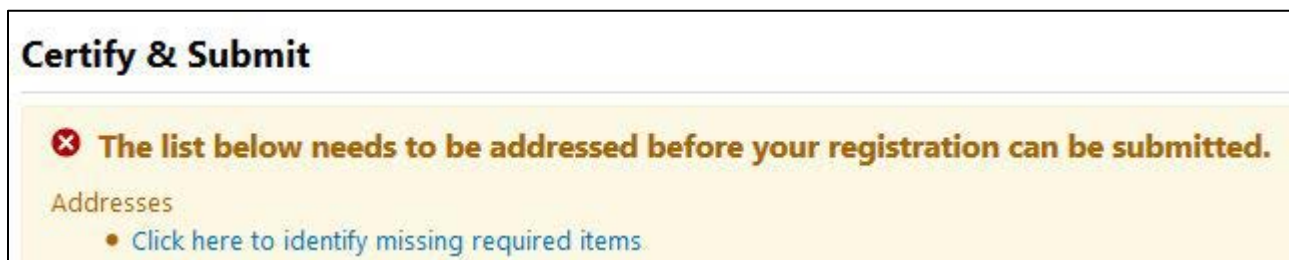 Certify & Submit
The list below needs to be addressed before your registration can be submitted.
Addresses
Click here to identify missing required items